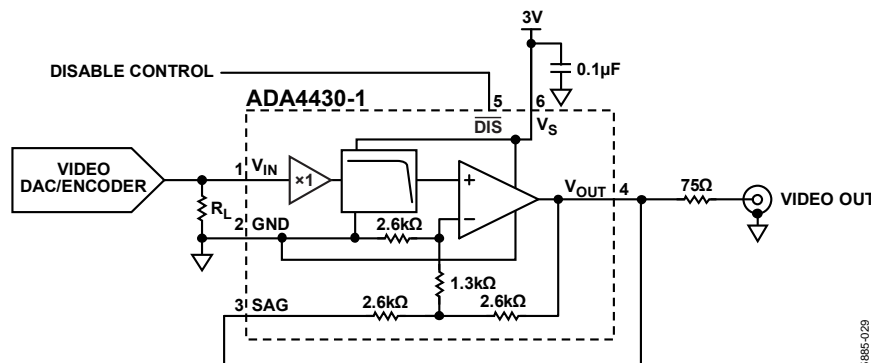 3V
0.1µF
DISABLE CONTROL
ADA4430-1
5
6
DIS
VS
VIDEO
DAC/ENCODER
1
VIN
×1
+
−
VOUT
4
75Ω
VIDEO OUT
RL
2
GND
2.6kΩ
1.3kΩ
3
SAG
2.6kΩ
2.6kΩ